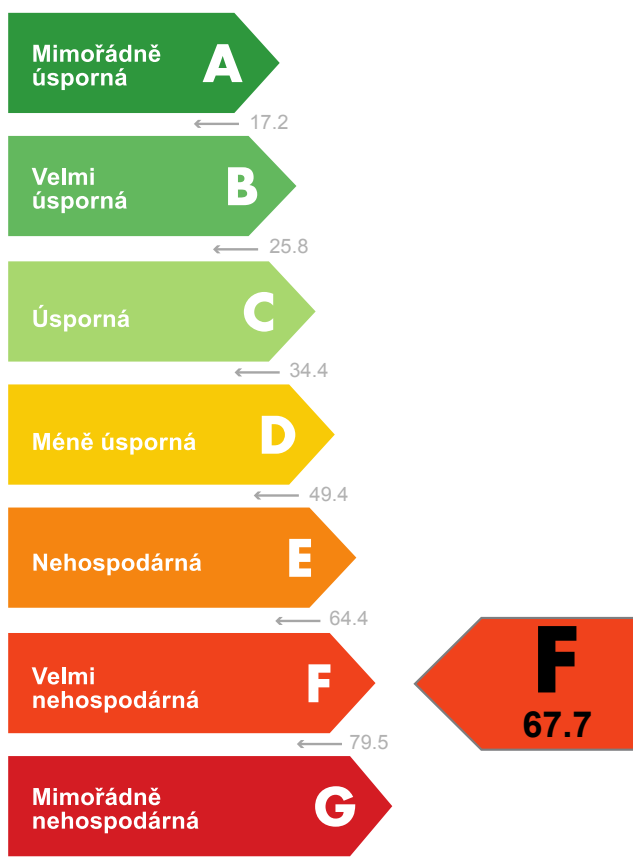 Mimořádně
úsporná
A
17.2
Velmi
úsporná
B
25.8
Úsporná
C
34.4
Méně úsporná
D
49.4
Nehospodárná
E
64.4
Velmi
nehospodárná
F
F
67.7
79.5
Mimořádně
nehospodárná
G